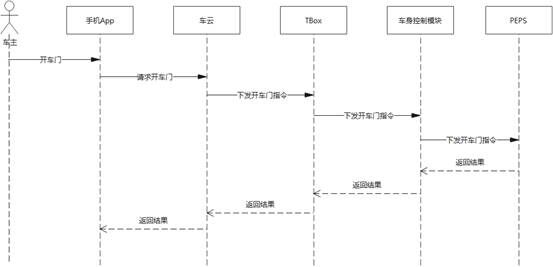 手机App
车云
TBox
车身控制模块
PEPS
车主
开车门
请求开车门
下发开车门指令
下发开车门指令
下发开车门指令
返回结果
返回结果
返回结果
返回结果